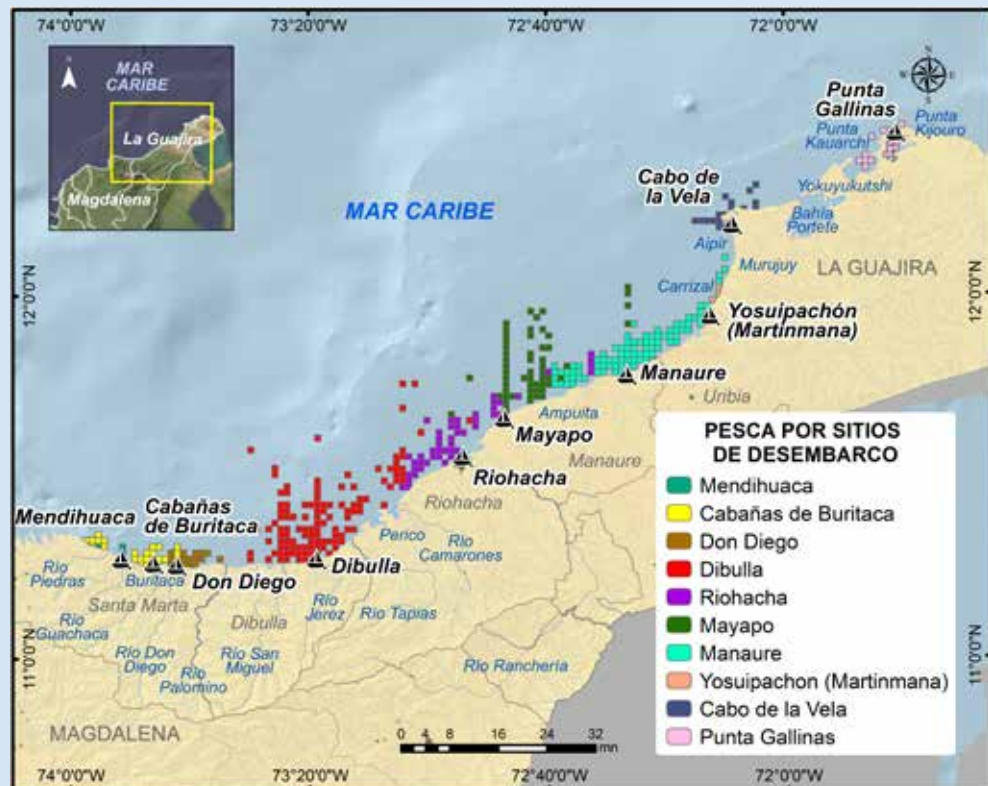 74°0'0"W
73°20'0"W
72°40'0"W
72°0'0"W
MAR
CARIBE
La Guajira
Magdalena
N
W
E
S
Punta
Gallinas
Punta
Kijouro
Punta
Kauarchi
Yokuyukutshi
Cabo de
la Vela
Bahía
Portete
MAR CARIBE
Aipir
Murujuy
LA GUAJIRA
Carrizal
12°0'0"N
12°0'0"N
Yosuipachón
(Martinmana)
Manaure
Uribia
Ampuita
Mayapo
Manaure
Riohacha
Riohacha
Mendihuaca
Cabañas
de Buritaca
Perico
Río
Camarones
Río
Piedras
Buritaca
Don Diego
Dibulla
Santa Marta
Río
Guachaca
Dibulla
Río
Jerez
Río Tapias
Río Don
Diego
Río San
Miguel
Río
Palomino
Río Ranchería
11°0'0"N
11°0'0"N
MAGDALENA
PESCA POR SITIOS
DE DESEMBARCO
Mendihuaca
Cabañas de Buritaca
Don Diego
Dibulla
Riohacha
Mayapo
Manaure
Yosuipachon (Martinmana)
Cabo de la Vela
Punta Gallinas
0 4 8 16 24 32
mn
74°0'0"W
73°20'0"W
72°40'0"W
72°0'0"W